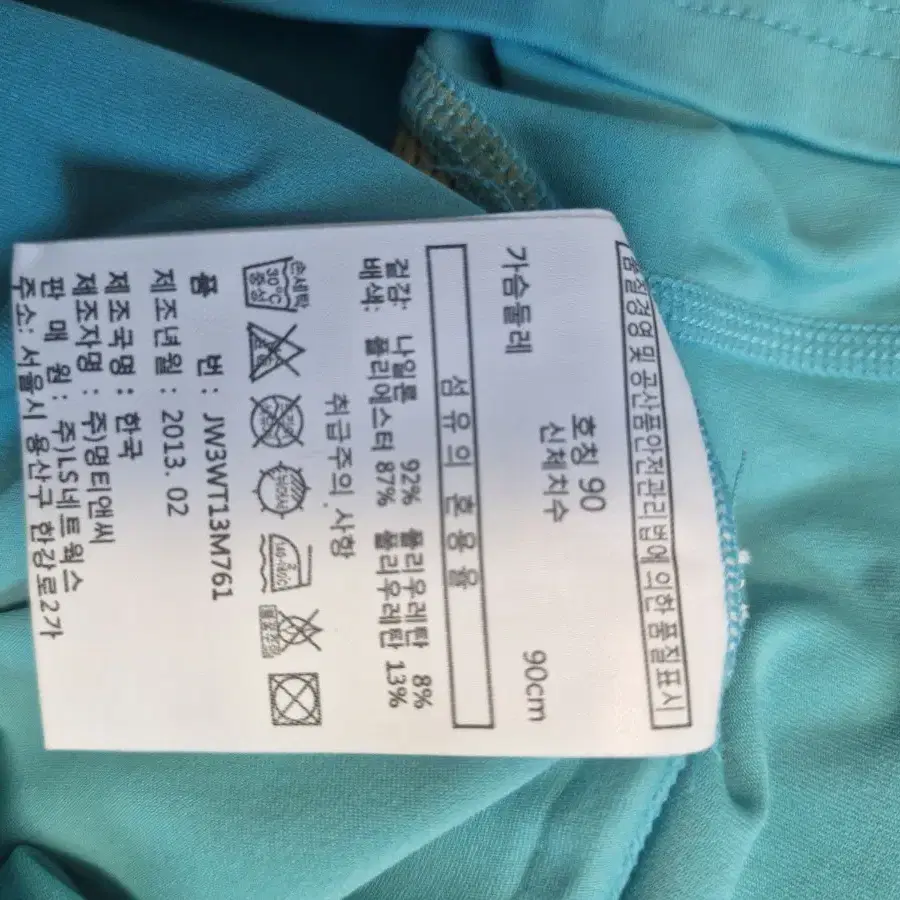 품질경영 및 공산품안전관리법에 의한 품질표시
호칭 90
신체치수
가슴둘레 90cm
섬유의 혼용율
겉감: 나일론 92% 폴리우레탄 8%
배색: 폴리에스터 87% 폴리우레탄 13%
취급주의 사항
손세탁
30℃
중성
품 번: JW3WT13M761
제조년월: 2013. 02
제조국명: 한국
제조자명: 주)명티앤씨
판 매 원: 주)LS네트웍스
주소: 서울시 용산구 한강로2가